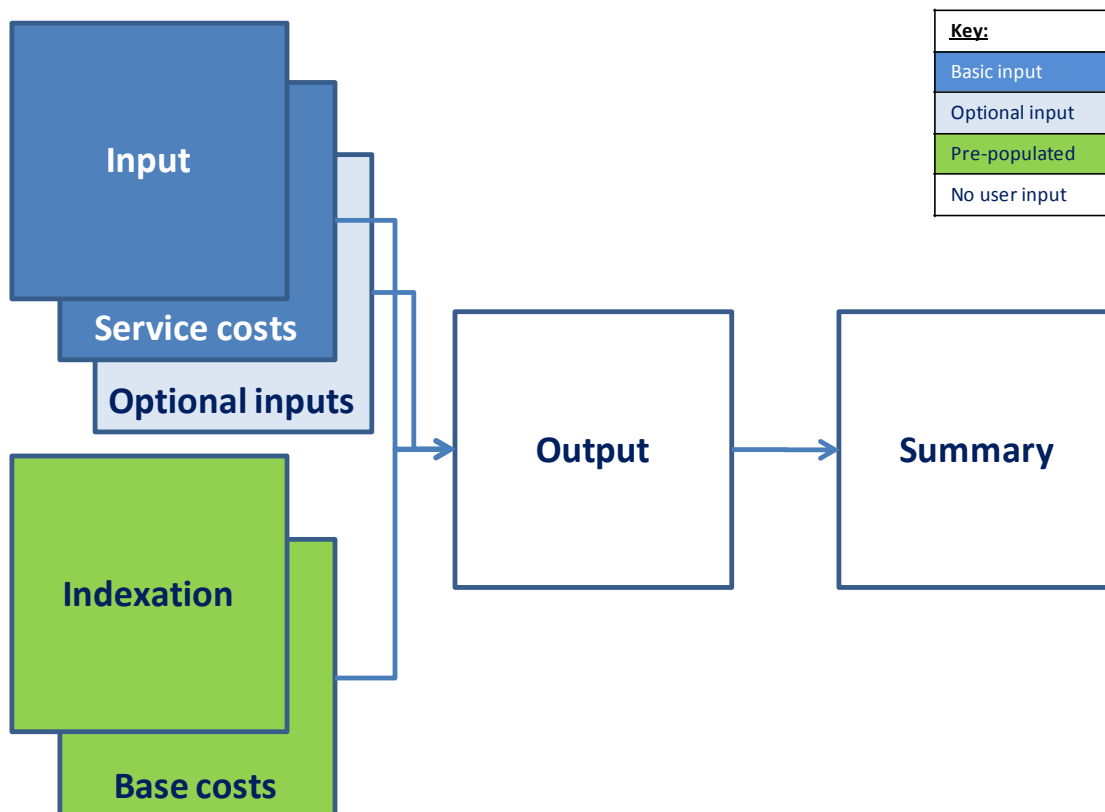 Key:
Basic input
Optional input
Pre-populated
No user input
Input
Service costs
Optional inputs
Output
Summary
Indexation
Base costs